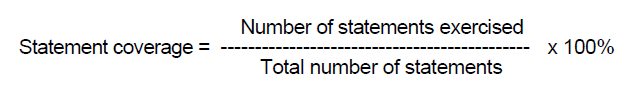 Number of statements exercised
Statement coverage = ---------------------------------------------- x 100%
Total number of statements